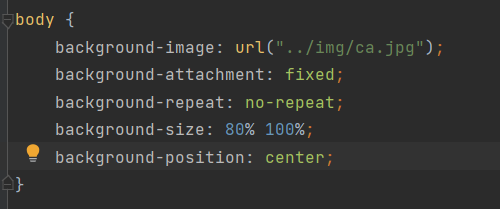 body {
    background-image: url("../img/ca.jpg");
    background-attachment: fixed;
    background-repeat: no-repeat;
    background-size: 80% 100%;
    background-position: center;
}